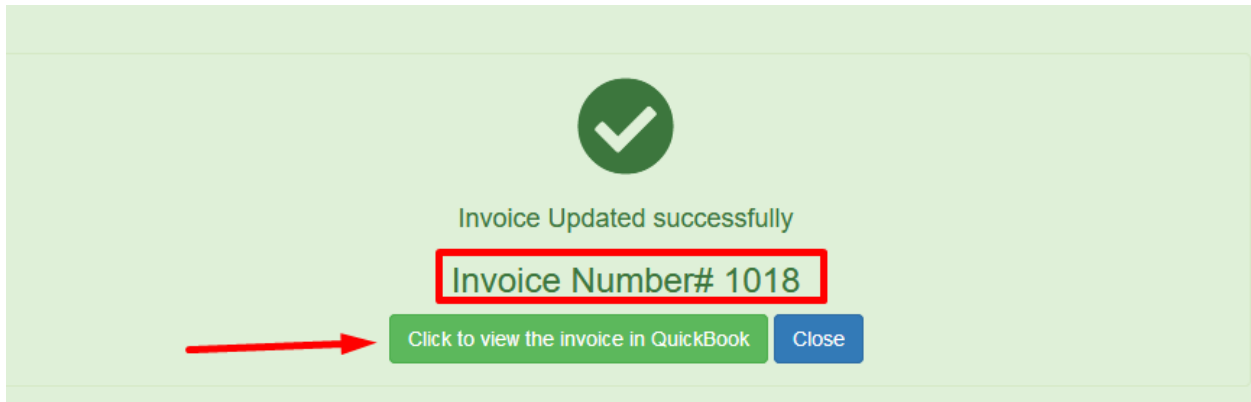 Invoice Updated successfully
Invoice Number# 1018
Click to view the invoice in QuickBook Close